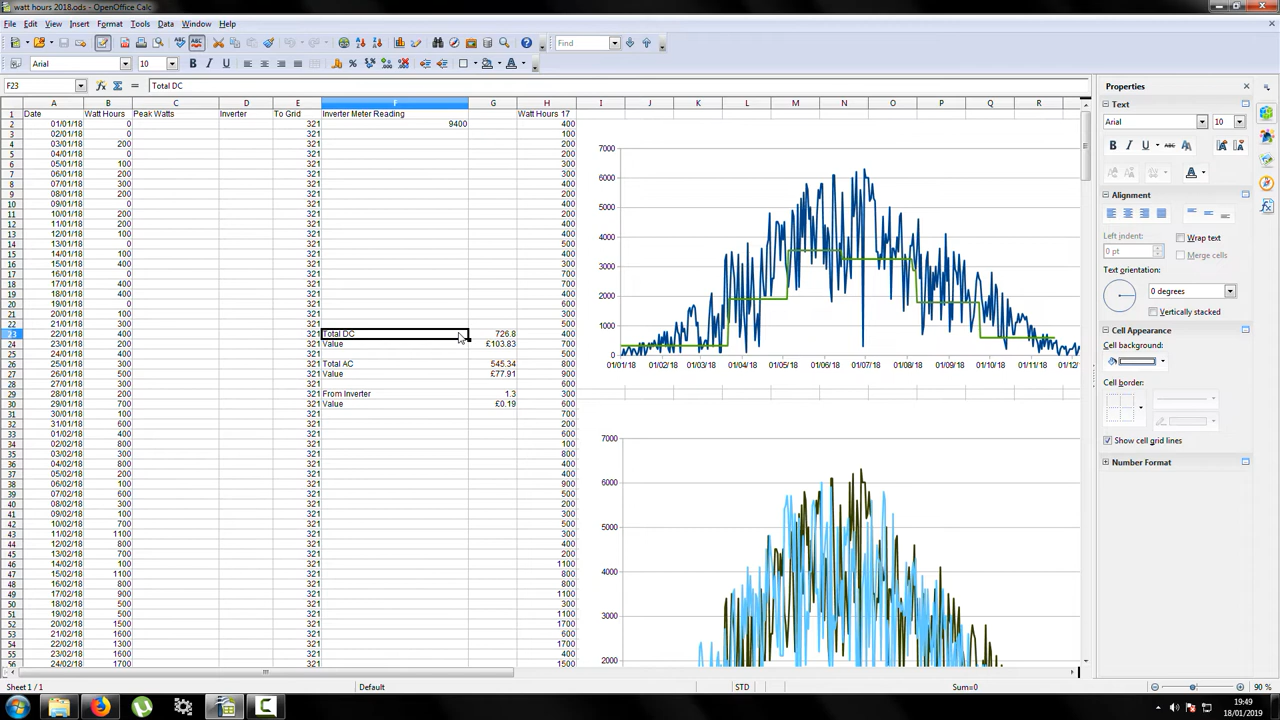 watt hours 2018.ods - OpenOffice Calc
File Edit View Insert Format Tools Data Window Help
Find
Arial 10
F23 Total DC
A B C D E F G H I J K L M N O P Q R
1 Date Watt Hours Peak Watts Inverter To Grid Inverter Meter Reading Watt Hours 17
2 01/01/18 0 321 9400 400
3 02/01/18 0 321 100
4 03/01/18 200 321 200
5 04/01/18 0 321 200
6 05/01/18 100 321 300
7 06/01/18 200 321 300
8 07/01/18 300 321 400
9 08/01/18 200 321 200
10 09/01/18 0 321 400
11 10/01/18 200 321 200
12 11/01/18 200 321 400
13 12/01/18 100 321 400
14 13/01/18 0 321 500
15 14/01/18 100 321 300
16 15/01/18 400 321 600
17 16/01/18 0 321 700
18 17/01/18 400 321 400
19 18/01/18 400 321 300
20 19/01/18 0 321 700
21 20/01/18 100 321 600
22 21/01/18 300 321 300
23 22/01/18 400 321 Total DC 726.8 400
24 23/01/18 200 321 Value £103.83 700
25 24/01/18 400 321 500
26 25/01/18 300 321 Total AC 545.34 800
27 26/01/18 500 321 Value £77.91 900
28 27/01/18 300 321 600
29 28/01/18 200 321 From Inverter 1.3 300
30 29/01/18 700 321 Value £0.19 600
31 30/01/18 100 321 700
32 31/01/18 600 321 200
33 01/02/18 400 321 600
34 02/02/18 800 321 100
35 03/02/18 300 321 700
36 04/02/18 800 321 800
37 05/02/18 200 321 400
38 06/02/18 100 321 900
39 07/02/18 600 321 500
40 08/02/18 300 321 200
41 09/02/18 100 321 300
42 10/02/18 700 321 500
43 11/02/18 1100 321 300
44 12/02/18 800 321 400
45 13/02/18 700 321 200
46 14/02/18 100 321 1100
47 15/02/18 1100 321 800
48 16/02/18 800 321 800
49 17/02/18 900 321 1100
50 18/02/18 500 321 300
51 19/02/18 500 321 1100
52 20/02/18 1500 321 1700
53 21/02/18 1600 321 600
54 22/02/18 1300 321 1700
55 23/02/18 1600 321 300
56 24/02/18 1700 321 1500
7000
6000
5000
4000
3000
2000
1000
0
01/01/18 01/02/18 01/03/18 01/04/18 01/05/18 01/06/18 01/07/18 01/08/18 01/09/18 01/10/18 01/11/18 01/12/
7000
6000
5000
4000
3000
2000
Properties
Text
Arial 10
Alignment
Left indent: Wrap text
0 pt Merge cells
Text orientation:
0 degrees
Vertically stacked
Cell Appearance
Cell background:
Cell border:
Show cell grid lines
Number Format
Sheet 1 / 1 Default STD Sum=0 90 %
19:49
18/01/2019